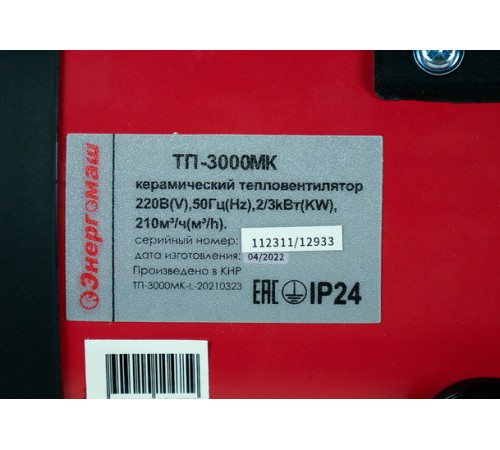 Энергомаш
ТП-3000МК
керамический тепловентилятор
220В(V),50Гц(Hz),2/3кВт(KW),
210м³/ч(м³/h).
серийный номер: 112311/12933
дата изготовления: 04/2022
Произведено в КНР
ТП-3000МК-L-20210323
EAC IP24